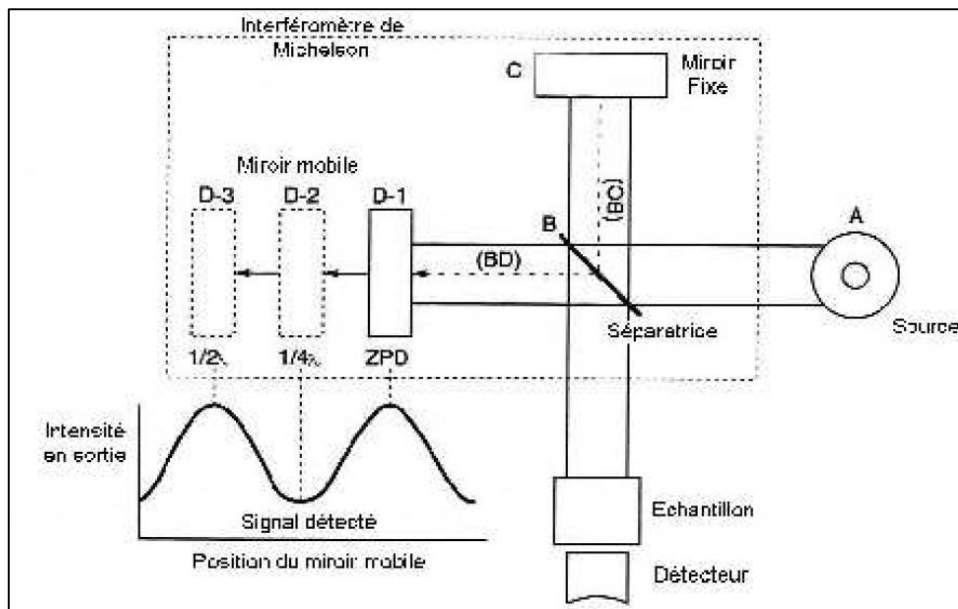 Interféromètre de
Michelson
C
Miroir
Fixe
Miroir mobile
D-3 D-2 D-1
(BC)
B
A
(BD)
Séparatrice
Source
1/2λ 1/4λ ZPD
Intensité
en sortie
Signal détecté
Position du miroir mobile
Echantillon
Détecteur